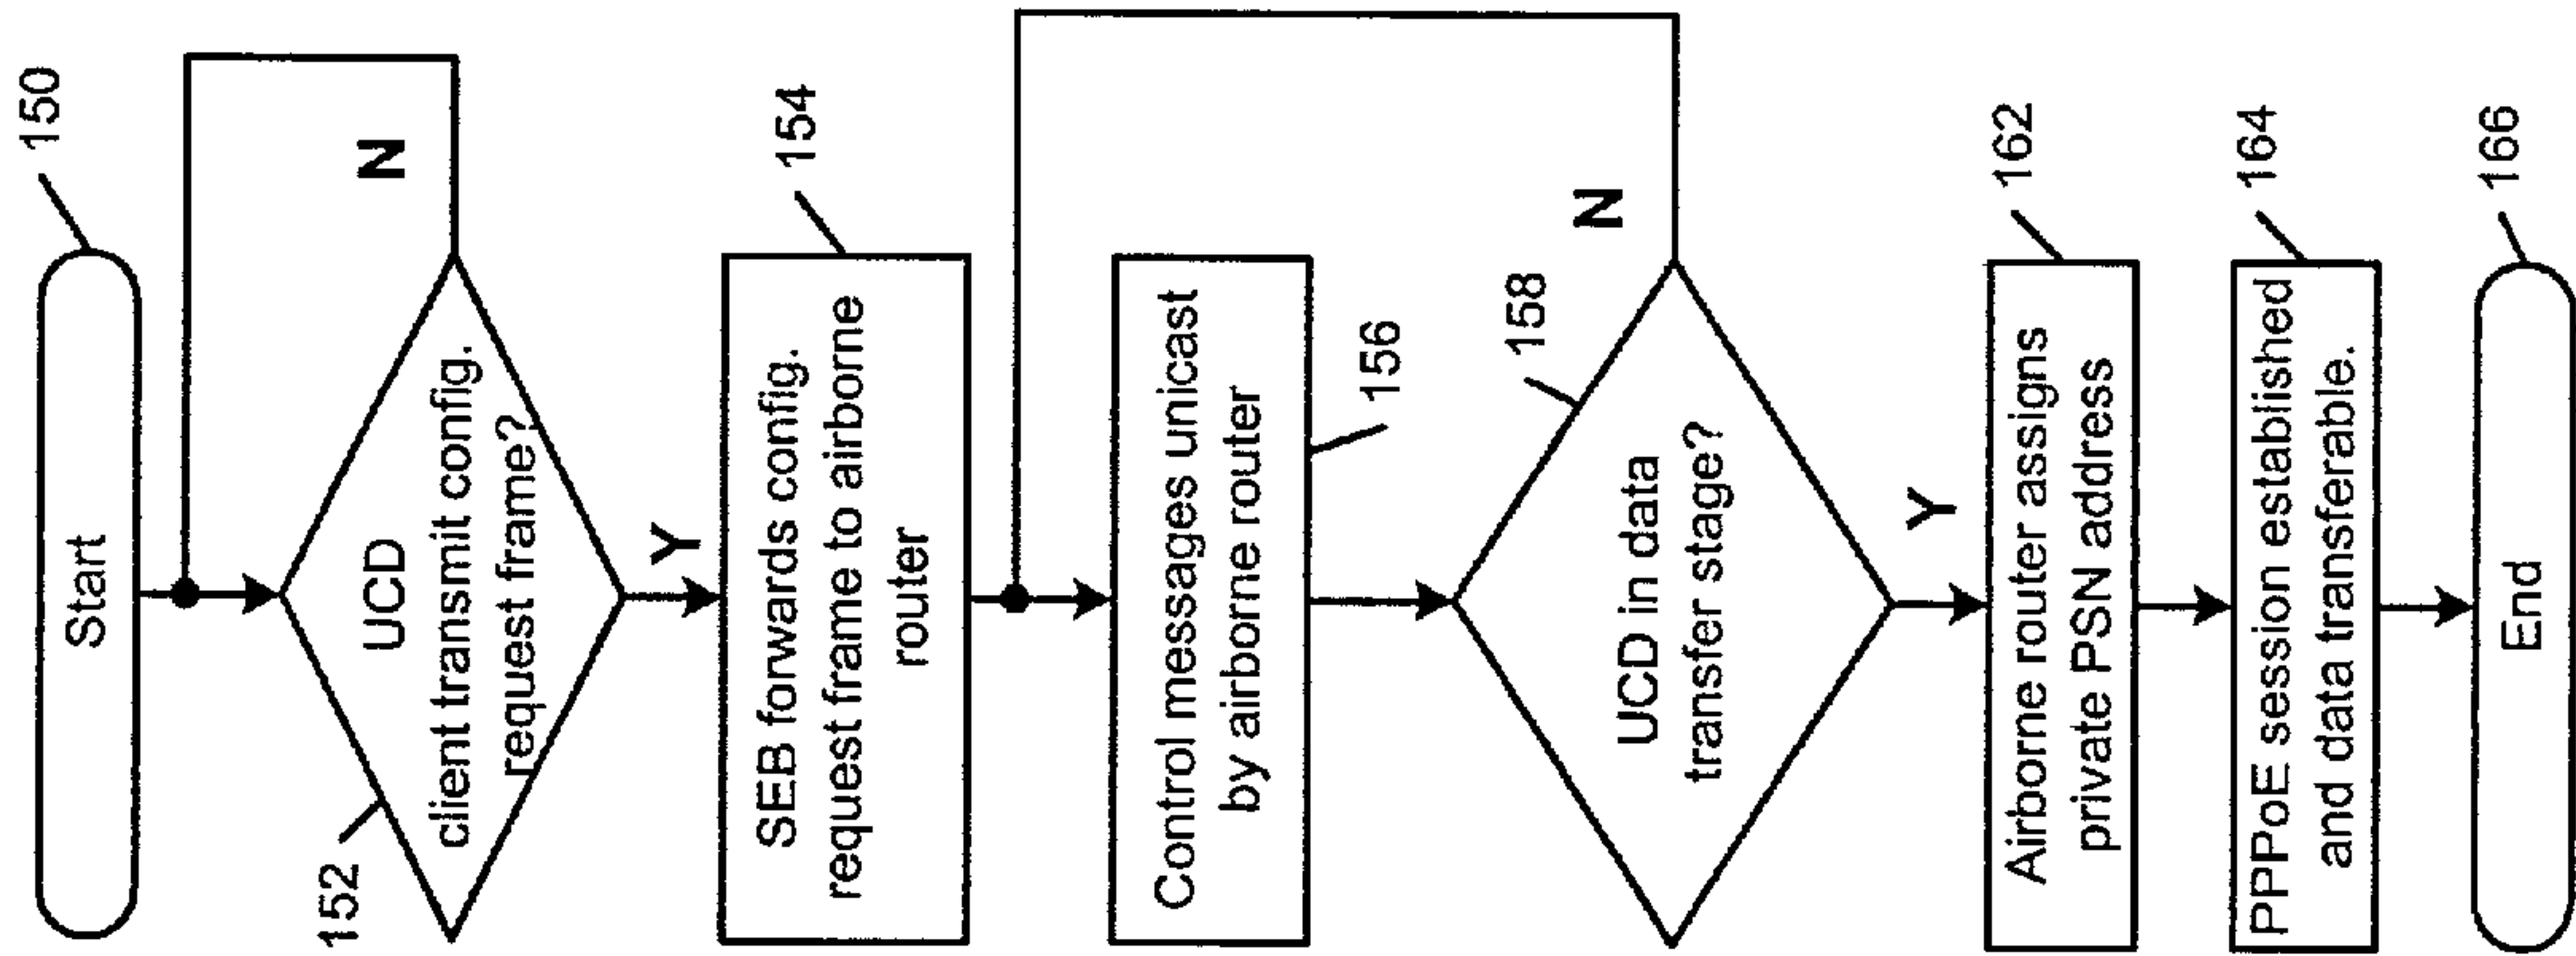 Start
150
UCD
client transmit config.
request frame?
152
N
Y
SEB forwards config.
request frame to airborne
router
154
Control messages unicast
by airborne router
156
UCD in data
transfer stage?
158
N
Y
Airborne router assigns
private PSN address
162
PPPoE session established
and data transferable.
164
End
166